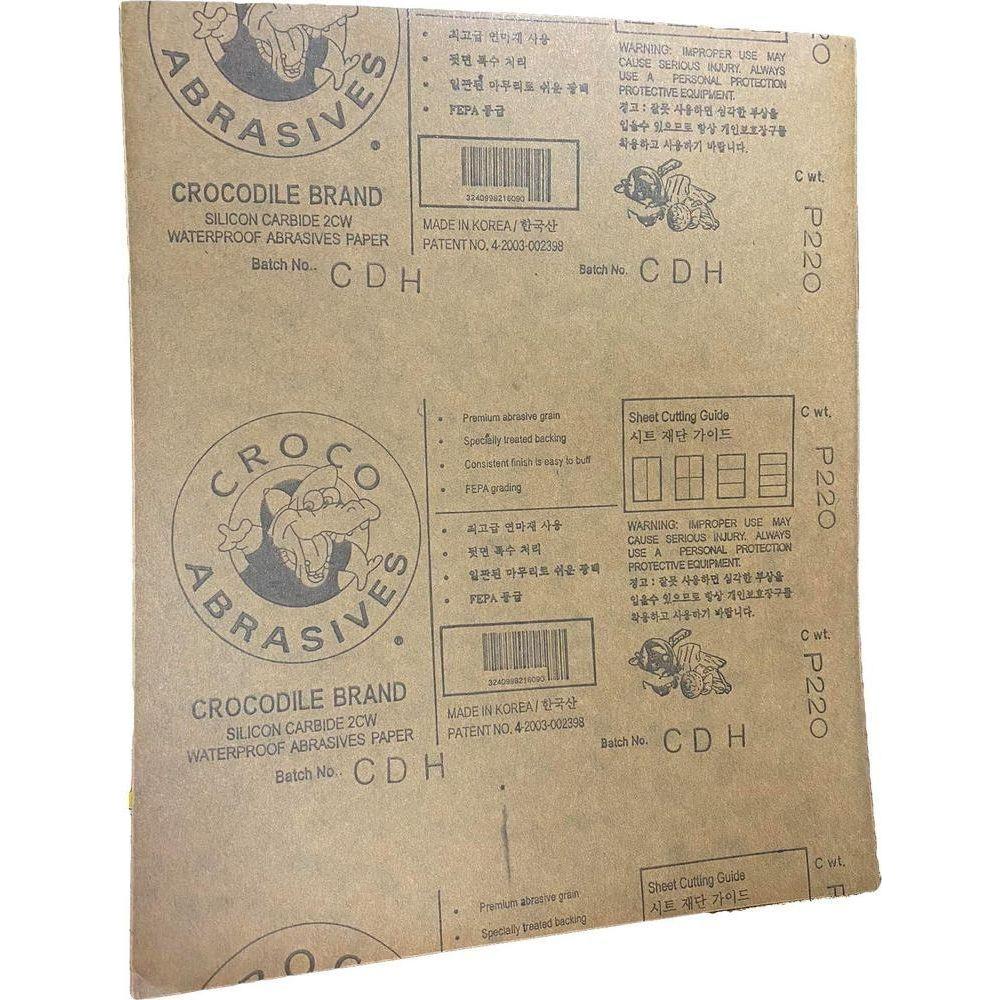 ABRASIVES
CROCODILE BRAND
SILICON CARBIDE 2CW
WATERPROOF ABRASIVES PAPER
Batch No.. CDH
최고급 연마재 사용
뒷면 특수 처리
일관된 마무리로 쉬운 광택
FEPA 등급
3240998216090
MADE IN KOREA / 한국산
PATENT NO. 4-2003-002398
WARNING: IMPROPER USE MAY
CAUSE SERIOUS INJURY. ALWAYS
USE A PERSONAL PROTECTION
PROTECTIVE EQUIPMENT.
경고 : 잘못 사용하면 심각한 부상을
입을수 있으므로 항상 개인보호장구를
착용하고 사용하기 바랍니다.
Batch No. CDH
C wt.
P220
CROCO
ABRASIVES
CROCODILE BRAND
SILICON CARBIDE 2CW
WATERPROOF ABRASIVES PAPER
Batch No.. CDH
Premium abrasive grain
Specially treated backing
Consistent finish is easy to buff
FEPA grading
최고급 연마재 사용
뒷면 특수 처리
일관된 마무리로 쉬운 광택
FEPA 등급
3240998216090
MADE IN KOREA / 한국산
PATENT NO. 4-2003-002398
Sheet Cutting Guide
시트 재단 가이드
WARNING: IMPROPER USE MAY
CAUSE SERIOUS INJURY. ALWAYS
USE A PERSONAL PROTECTION
PROTECTIVE EQUIPMENT.
경고 : 잘못 사용하면 심각한 부상을
입을수 있으므로 항상 개인보호장구를
착용하고 사용하기 바랍니다.
Batch No. CDH
C wt.
P220
C wt.
P220
Premium abrasive grain
Specially treated backing
Sheet Cutting Guide
시트 재단 가이드
C wt.